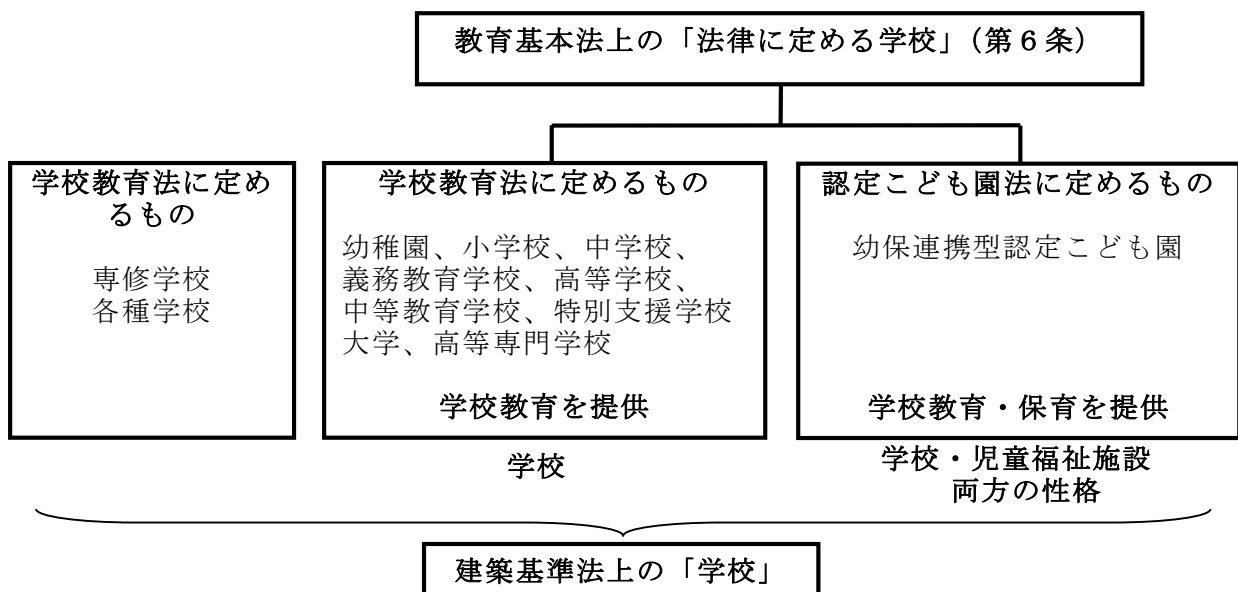 教育基本法上の「法律に定める学校」（第６条）
学校教育法に定め
るもの
専修学校
各種学校
学校教育法に定めるもの
幼稚園、小学校、中学校、
義務教育学校、高等学校、
中等教育学校、特別支援学校
大学、高等専門学校
学校教育を提供
認定こども園法に定めるもの
幼保連携型認定こども園
学校教育・保育を提供
学校
学校・児童福祉施設
両方の性格
建築基準法上の「学校」